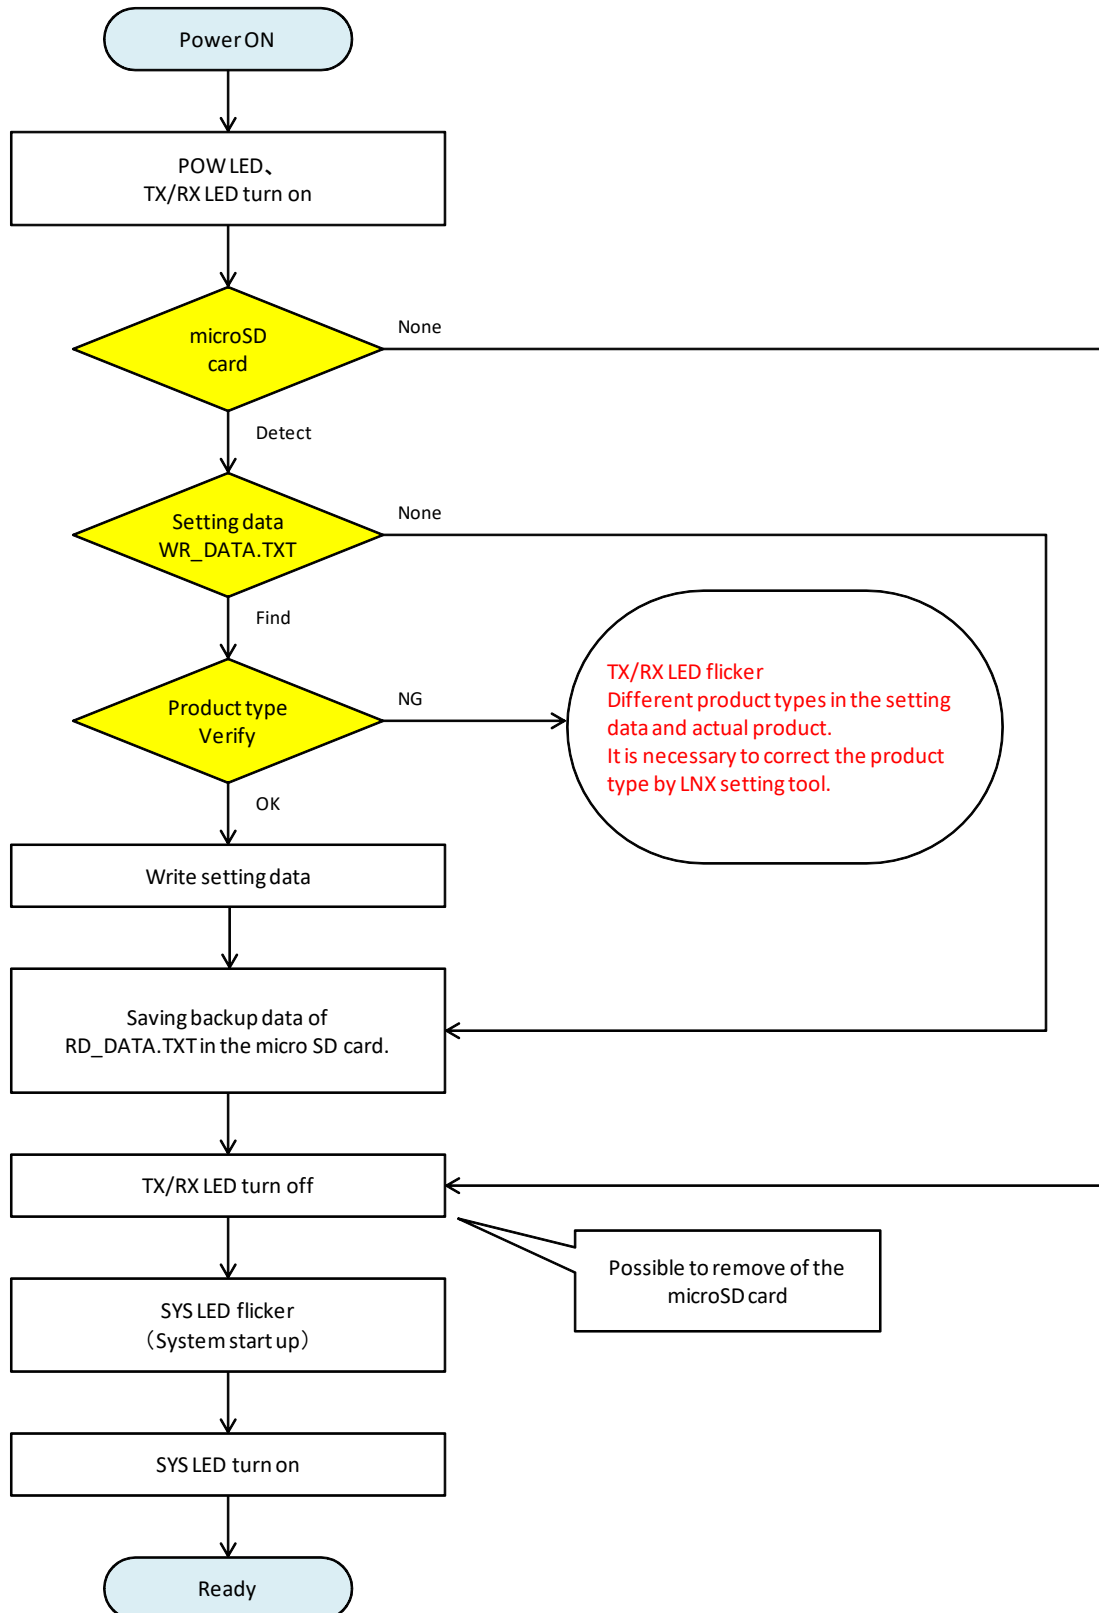 Power ON
POW LED、
TX/RX LED turn on
microSD
card
None
Detect
Setting data
WR_DATA.TXT
None
Find
Product type
Verify
NG
TX/RX LED flicker
Different product types in the setting
data and actual product.
It is necessary to correct the product
type by LNX setting tool.
OK
Write setting data
Saving backup data of
RD_DATA.TXT in the micro SD card.
TX/RX LED turn off
Possible to remove of the
microSD card
SYS LED flicker
（System start up）
SYS LED turn on
Ready